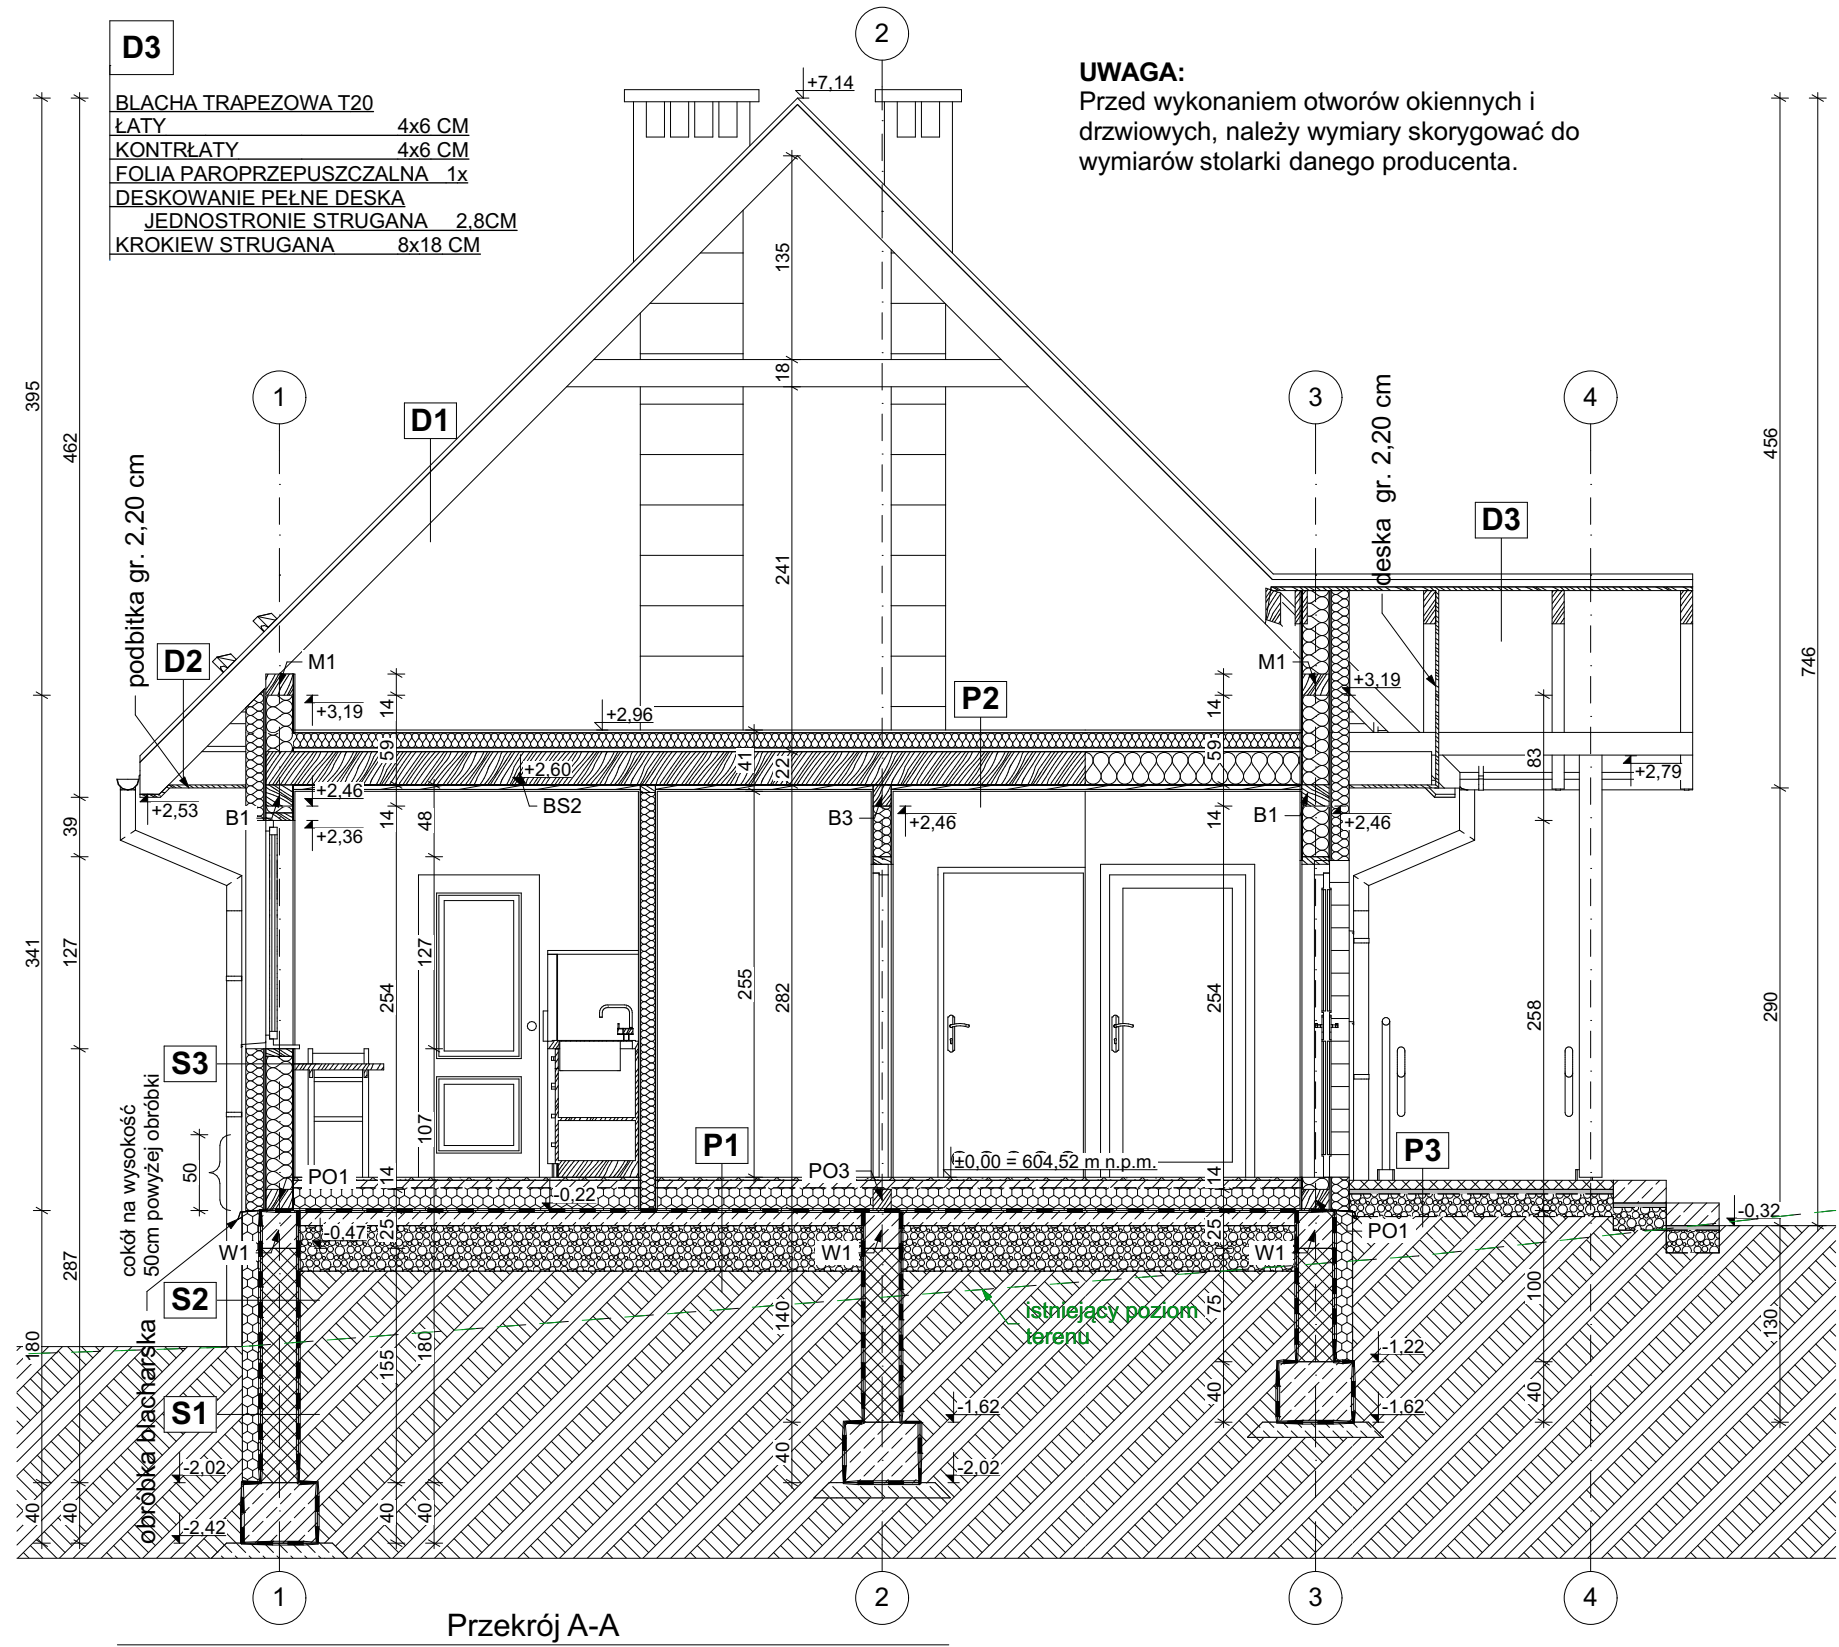 D3
BLACHA TRAPEZOWA T20
ŁATY 4x6 CM
KONTRŁATY 4x6 CM
FOLIA PAROPRZEPUSZCZALNA 1x
DESKOWANIE PEŁNE DESKA
JEDNOSTRONIE STRUGANA 2,8CM
KROKIEW STRUGANA 8x18 CM
2
+7,14
UWAGA:
Przed wykonaniem otworów okiennych i
drzwiowych, należy wymiary skorygować do
wymiarów stolarki danego producenta.
135
18
241
395
462
456
746
1
3
4
D1
D2
D3
podbitka gr. 2,20 cm
deska gr. 2,20 cm
M1
M1
+3,19
+3,19
+2,96
P2
14
59
14
14
59
14
41
22
83
+2,60
BS2
+2,46
+2,36
+2,53
B1
B3
+2,46
B1
+2,46
+2,79
39
127
341
48
127
107
254
255
282
254
258
290
S3
cokół na wysokość
50cm powyżej obróbki
50
PO1
P1
PO3
±0,00 = 604,52 m n.p.m.
P3
14
14
-0,22
-0,32
PO1
W1
-0,47
25
W1
25
W1
287
180
S2
obróbka blacharska
S1
155
180
140
75
100
130
istniejący poziom
terenu
-1,22
-1,62
-1,62
40
40
40
-2,02
-2,02
-2,42
40
40
40
40
1
2
3
4
Przekrój A-A